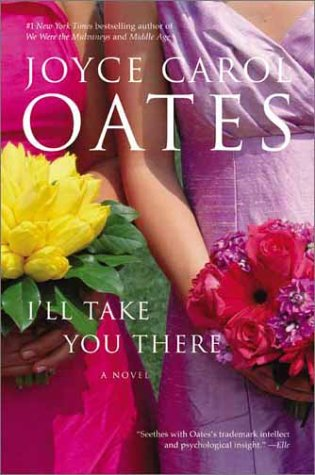 #1 New York Times bestselling author of
We Were the Mulvaneys and Middle Age
JOYCE CAROL
OATES
I'LL TAKE
YOU THERE
A NOVEL
"Seethes with Oates's trademark intellect
and psychological insight." —Elle